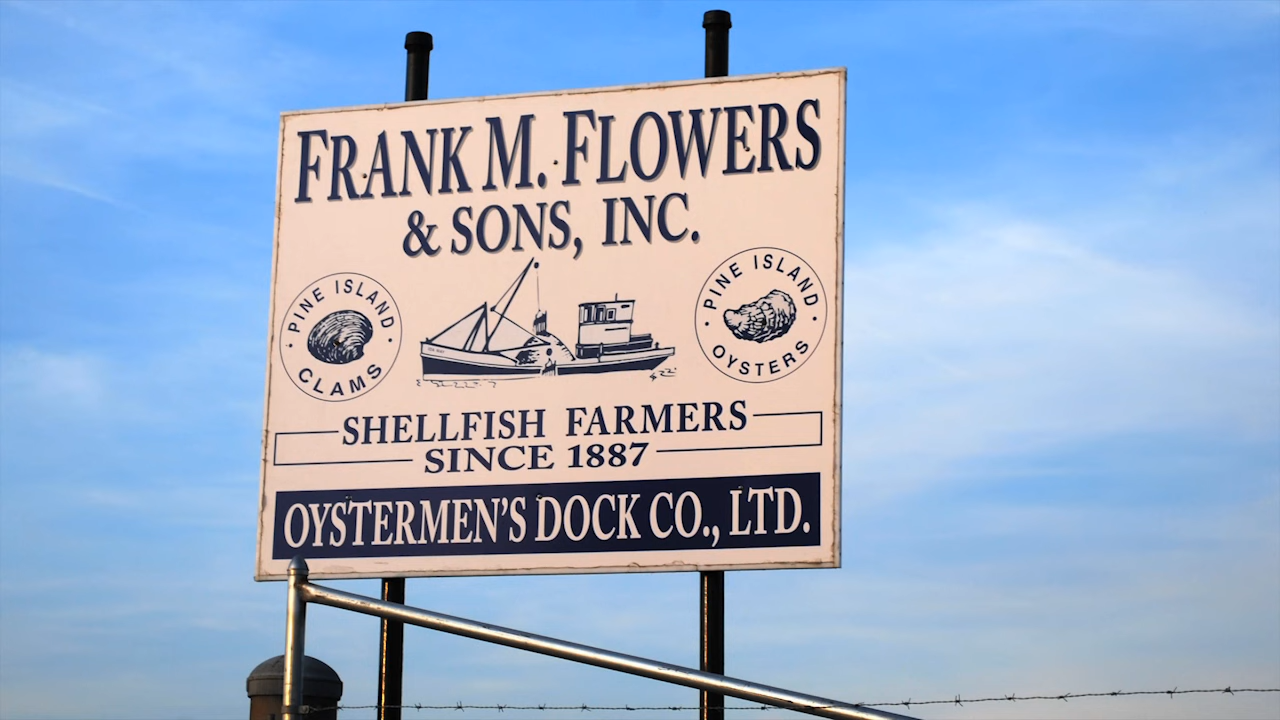 FRANK M. FLOWERS
& SONS, INC.
PINE ISLAND
CLAMS
PINE ISLAND
OYSTERS
SHELLFISH FARMERS
SINCE 1887
OYSTERMEN'S DOCK CO., LTD.